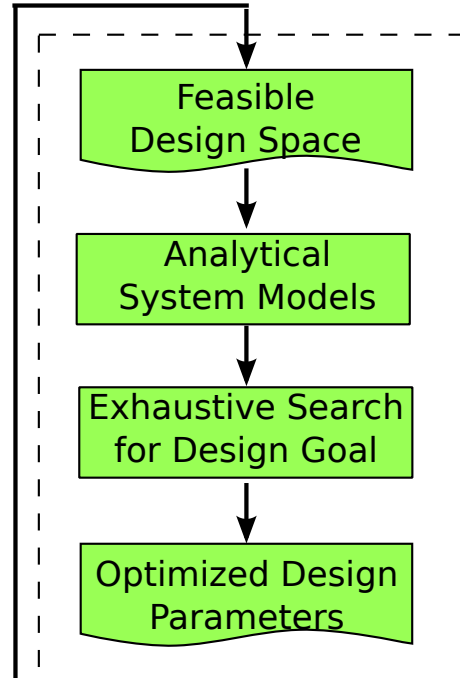 Feasible
Design Space
Analytical
System Models
Exhaustive Search
for Design Goal
Optimized Design
Parameters